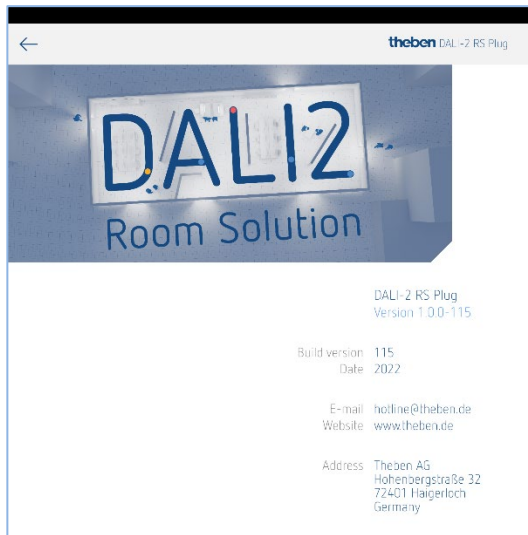 theben DALI-2 RS Plug
DALI2
Room Solution
DALI-2 RS Plug
Version 1.0.0-115
Build version 115
Date 2022
E-mail hotline@theben.de
Website www.theben.de
Address Theben AG
Hohenbergstraße 32
72401 Haigerloch
Germany